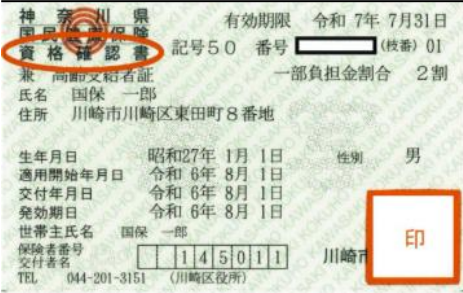 神奈川県
国民健康保険
資格確認書
有効期限 令和 7年 7月31日
記号50 番号 (枝番) 01
兼 高齢受給者証 一部負担金割合 2割
氏名 国保 一郎
住所 川崎市川崎区東田町8番地
生年月日 昭和27年 1月 1日 性別 男
適用開始年月日 令和 6年 8月 1日
交付年月日 令和 6年 8月 1日
発効期日 令和 6年 8月 1日
世帯主氏名 国保 一郎
保険者番号 145011
交付者名 川崎市 印
TEL 044-201-3151 (川崎区役所)